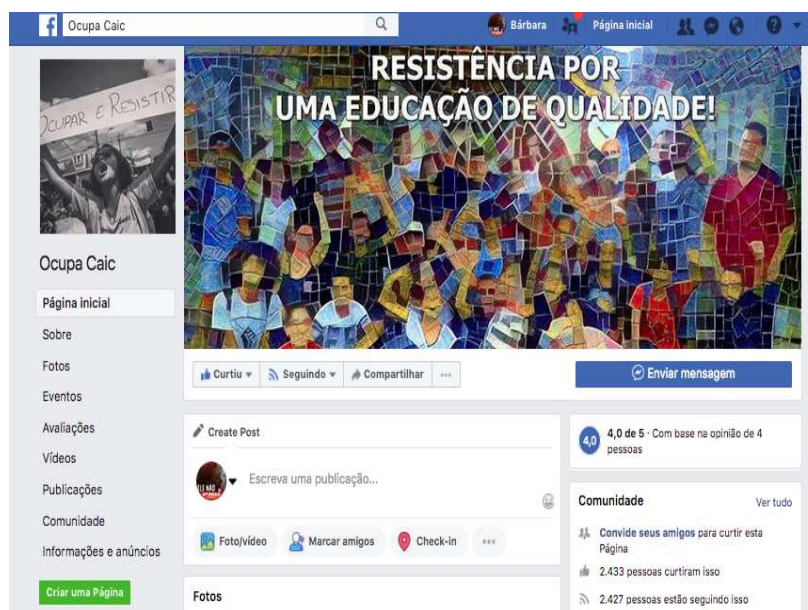 Ocupa Caic
Bárbara
Página inicial
OCUPAR E RESISTIR
RESISTÊNCIA POR
UMA EDUCAÇÃO DE QUALIDADE!
Ocupa Caic
Página inicial
Sobre
Fotos
Eventos
Avaliações
Vídeos
Publicações
Comunidade
Informações e anúncios
Criar uma Página
Curtiu
Seguindo
Compartilhar
Enviar mensagem
Create Post
ELE NÃO
Escreva uma publicação...
Foto/vídeo
Marcar amigos
Check-in
Fotos
4,0
4,0 de 5 · Com base na opinião de 4
pessoas
Comunidade
Ver tudo
Convide seus amigos para curtir esta
Página
2.433 pessoas curtiram isso
2.427 pessoas estão seguindo isso